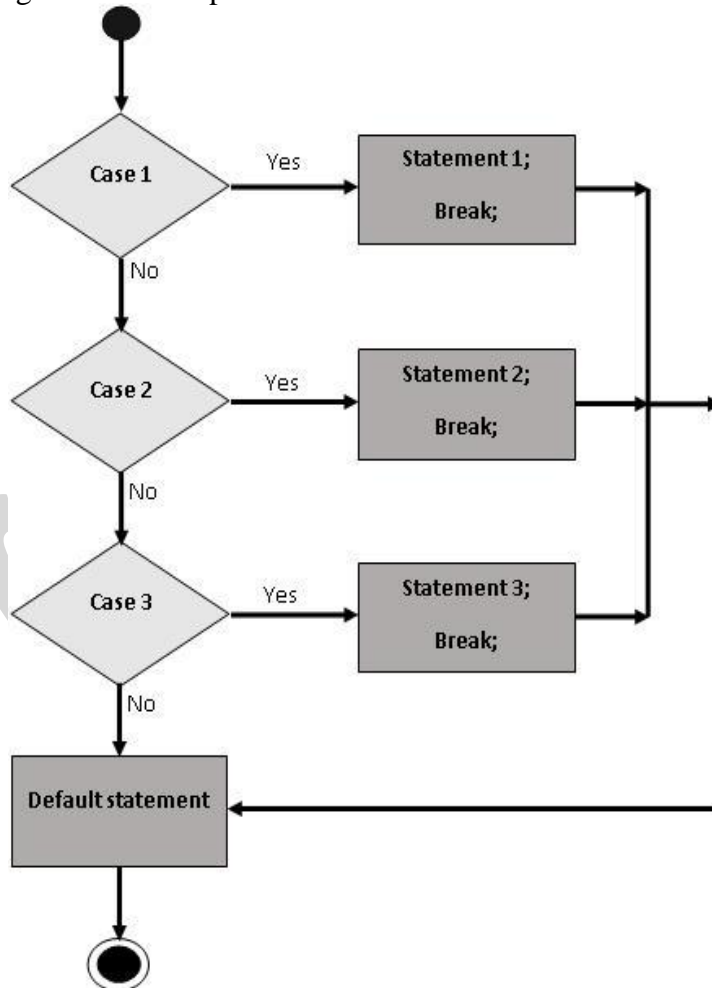 Case 1
Yes
Statement 1;
Break;
No
Case 2
Yes
Statement 2;
Break;
No
Case 3
Yes
Statement 3;
Break;
No
Default statement